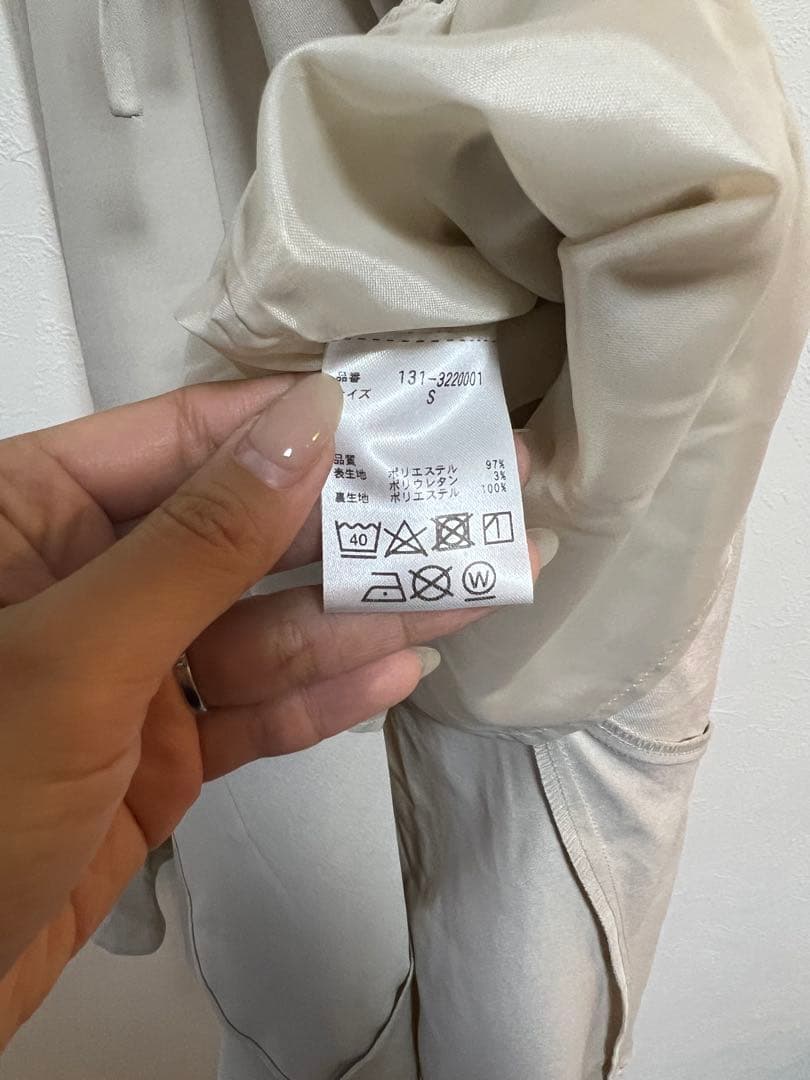 品番 131-3220001
イズ S
品質
表生地 ポリエステル 97%
ポリウレタン 3%
裏生地 ポリエステル 100%
40
W